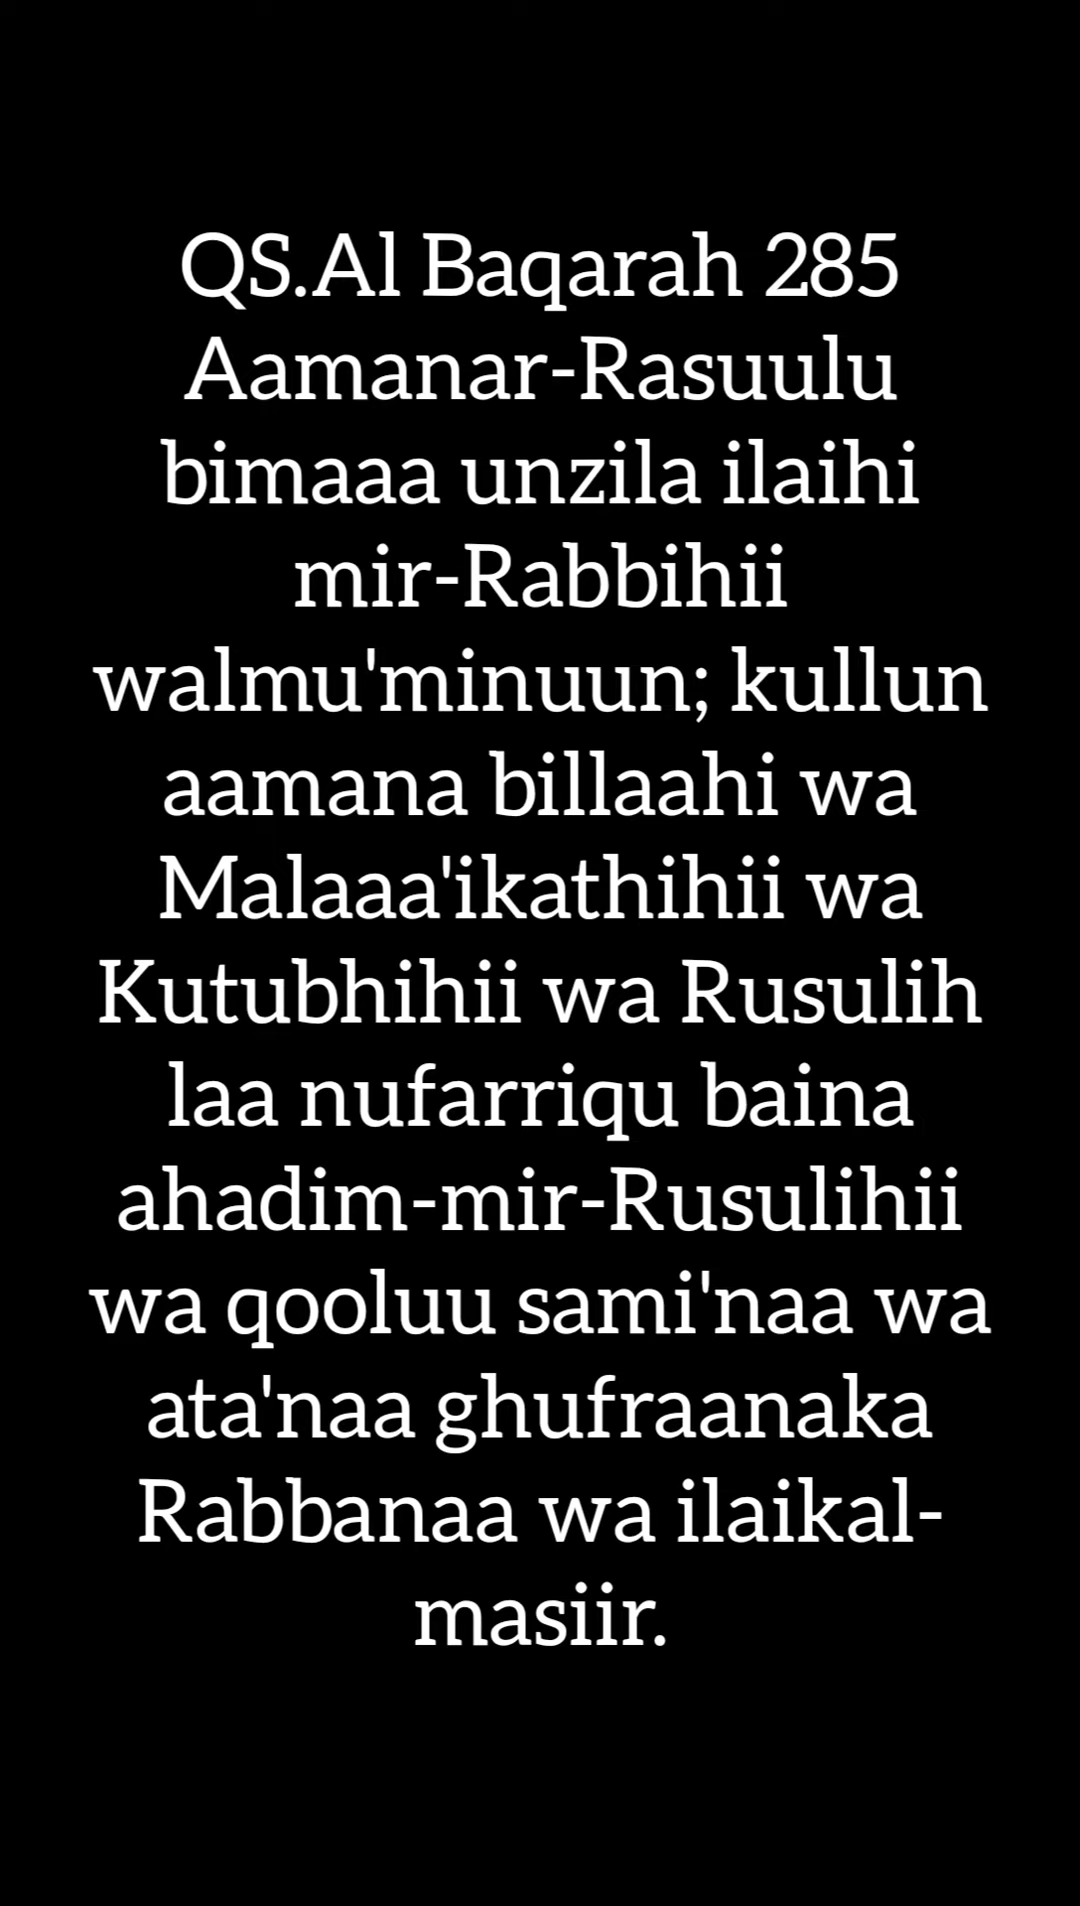 QS.Al Baqarah 285
Aamanar-Rasuulu
bimaaa unzila ilaihi
mir-Rabbihii
walmu'minuun; kullun
aamana billaahi wa
Malaaa'ikathihii wa
Kutubhihii wa Rusulih
laa nufarriqu baina
ahadim-mir-Rusulihii
wa qooluu sami'naa wa
ata'naa ghufraanaka
Rabbanaa wa ilaikal-
masiir.